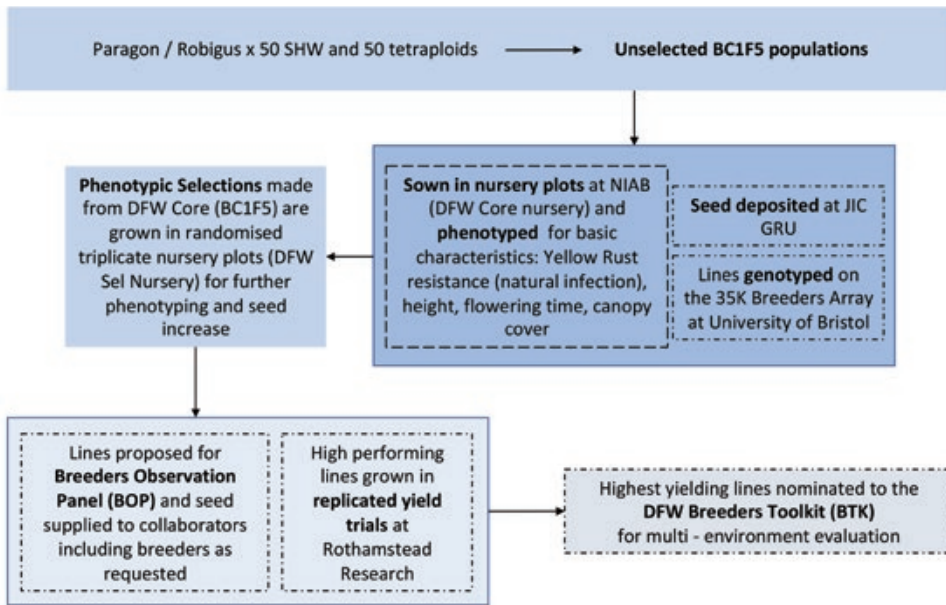 Paragon / Robigus x 50 SHW and 50 tetraploids
Unselected BC1F5 populations
Phenotypic Selections made
from DFW Core (BC1F5) are
grown in randomised
triplicate nursery plots (DFW
Sel Nursery) for further
phenotyping and seed
increase
Sown in nursery plots at NIAB
(DFW Core nursery) and
phenotyped for basic
characteristics: Yellow Rust
resistance (natural infection),
height, flowering time, canopy
cover
Seed deposited at JIC
GRU
Lines genotyped on
the 35K Breeders Array
at University of Bristol
Lines proposed for
Breeders Observation
Panel (BOP) and seed
supplied to collaborators
including breeders as
requested
High performing
lines grown in
replicated yield
trials at
Rothamstead
Research
Highest yielding lines nominated to the
DFW Breeders Toolkit (BTK)
for multi - environment evaluation